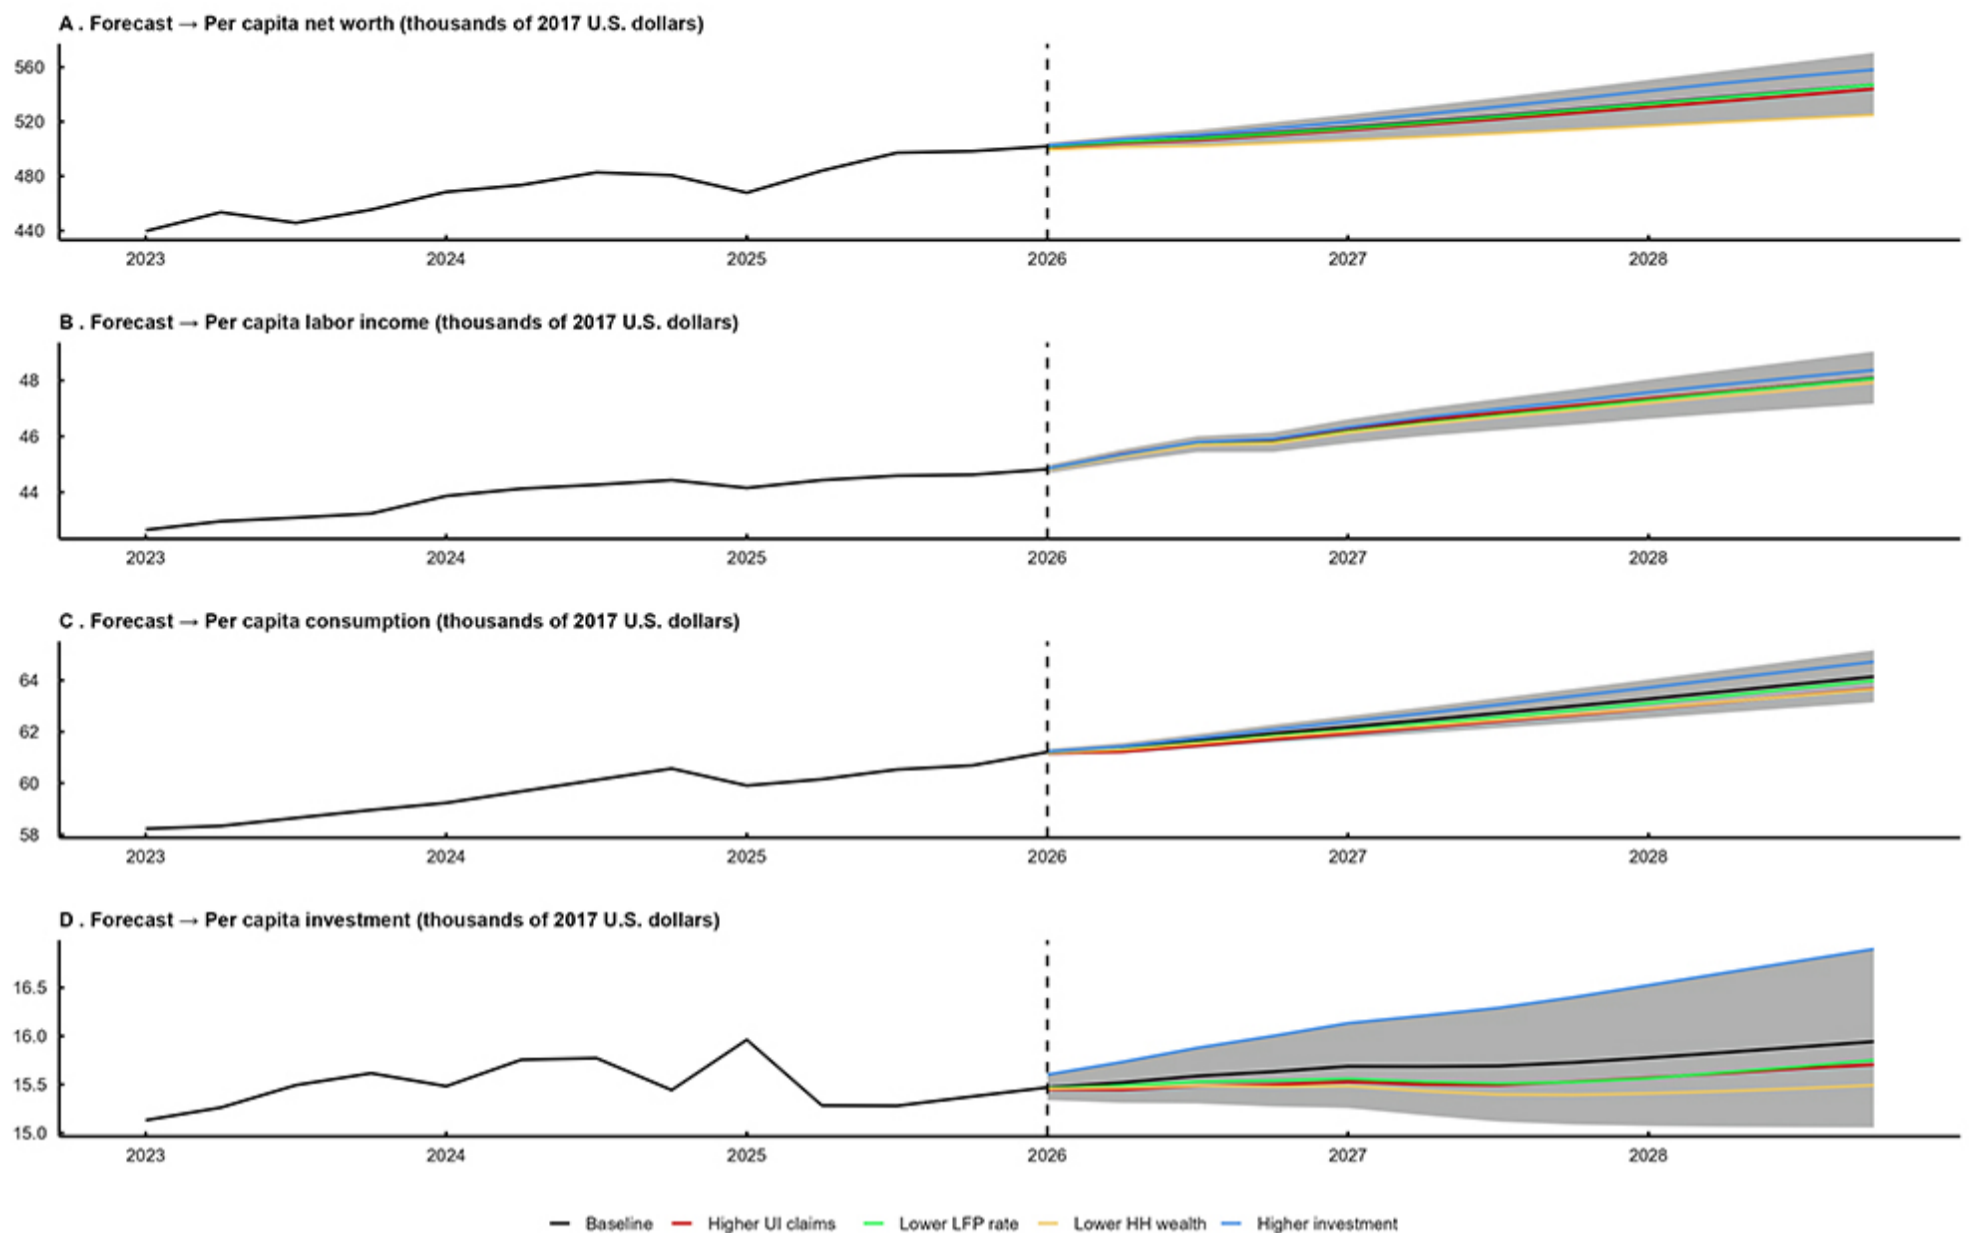 A . Forecast → Per capita net worth (thousands of 2017 U.S. dollars)
560
520
480
440
2023 2024 2025 2026 2027 2028
B . Forecast → Per capita labor income (thousands of 2017 U.S. dollars)
48
46
44
2023 2024 2025 2026 2027 2028
C . Forecast → Per capita consumption (thousands of 2017 U.S. dollars)
64
62
60
58
2023 2024 2025 2026 2027 2028
D . Forecast → Per capita investment (thousands of 2017 U.S. dollars)
16.5
16.0
15.5
15.0
2023 2024 2025 2026 2027 2028
Baseline Higher UI claims Lower LFP rate Lower HH wealth Higher investment